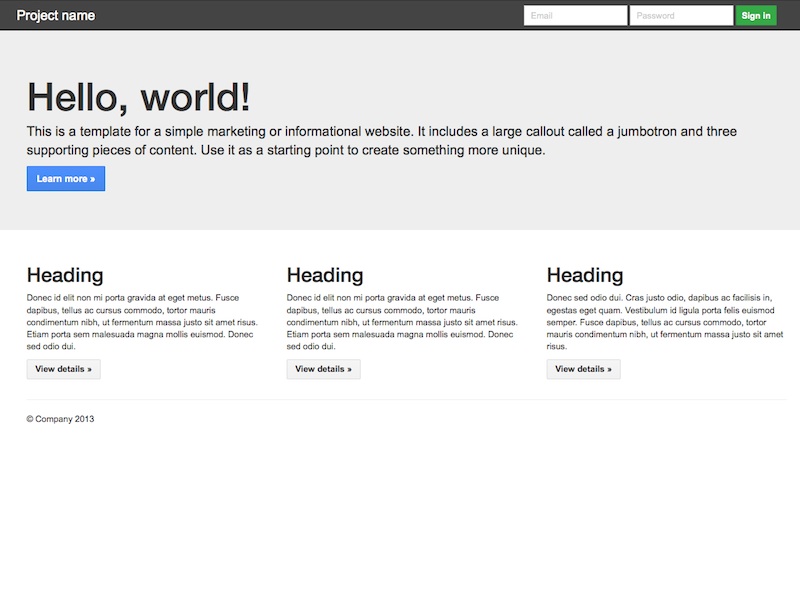 Project name
Email
Password
Sign in
Hello, world!
This is a template for a simple marketing or informational website. It includes a large callout called a jumbotron and three
supporting pieces of content. Use it as a starting point to create something more unique.
Learn more »
Heading
Donec id elit non mi porta gravida at eget metus. Fusce
dapibus, tellus ac cursus commodo, tortor mauris
condimentum nibh, ut fermentum massa justo sit amet risus.
Etiam porta sem malesuada magna mollis euismod. Donec
sed odio dui.
View details »
Heading
Donec id elit non mi porta gravida at eget metus. Fusce
dapibus, tellus ac cursus commodo, tortor mauris
condimentum nibh, ut fermentum massa justo sit amet risus.
Etiam porta sem malesuada magna mollis euismod. Donec
sed odio dui.
View details »
Heading
Donec sed odio dui. Cras justo odio, dapibus ac facilisis in,
egestas eget quam. Vestibulum id ligula porta felis euismod
semper. Fusce dapibus, tellus ac cursus commodo, tortor
mauris condimentum nibh, ut fermentum massa justo sit amet
risus.
View details »
© Company 2013